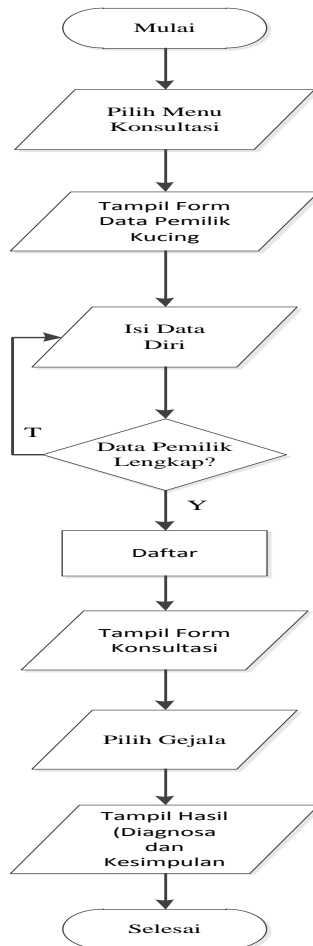 Mulai
Pilih Menu
Konsultasi
Tampil Form
Data Pemilik
Kucing
Isi Data
Diri
T
Data Pemilik
Lengkap?
Y
Daftar
Tampil Form
Konsultasi
Pilih Gejala
Tampil Hasil
(Diagnosa
dan
Kesimpulan
Selesai